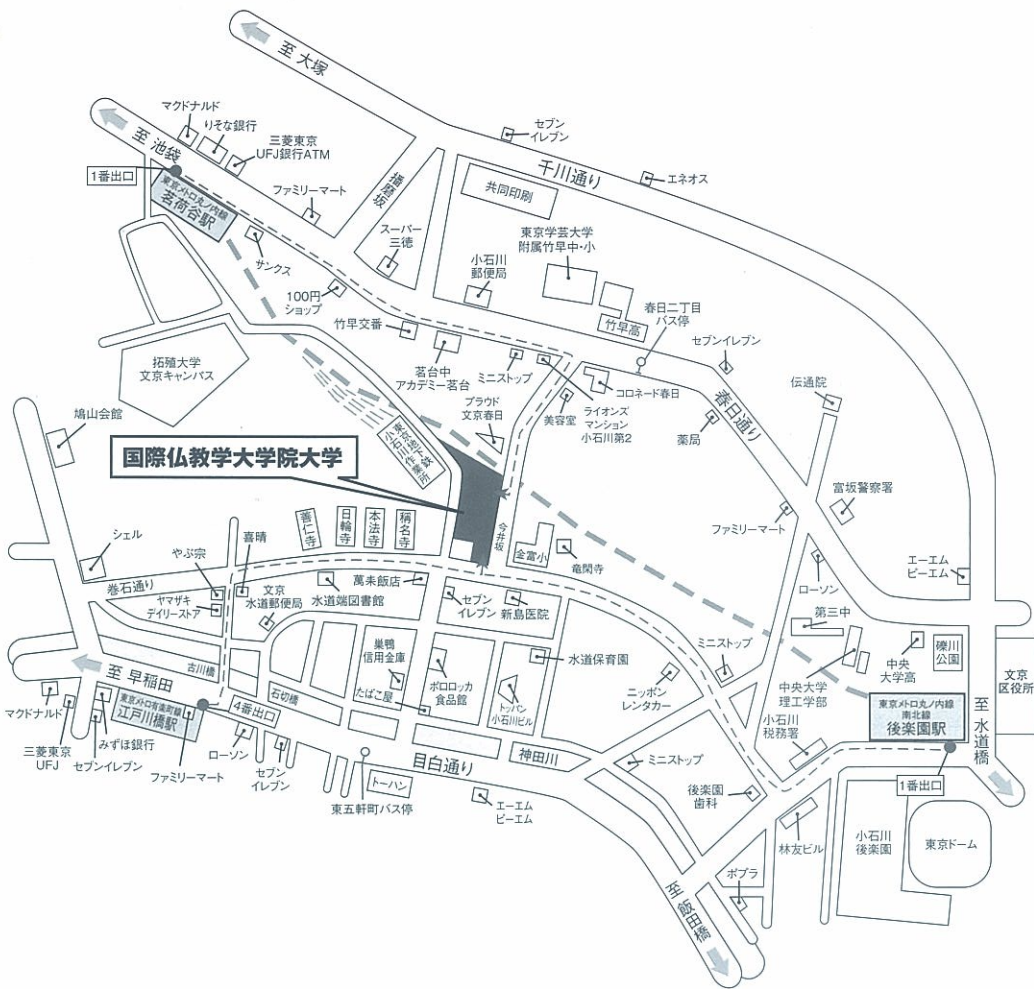 至 大塚
マクドナルド
りそな銀行
三菱東京
UFJ銀行ATM
至 池袋
1番出口
東京メトロ丸ノ内線
茗荷谷駅
ファミリーマート
播磨坂
セブン
イレブン
千川通り
エネオス
共同印刷
スーパー
三徳
サンクス
100円
ショップ
小石川
郵便局
東京学芸大学
附属竹早中・小
竹早高
春日二丁目
バス停
セブンイレブン
竹早交番
茗台中
アカデミー茗台
ミニストップ
コロネード春日
ライオンズ
マンション
小石川第2
美容室
プラウド
文京春日
春日通り
薬局
伝通院
拓殖大学
文京キャンパス
鳩山会館
東京地下鉄
小石川作業所
国際仏教学大学院大学
富坂警察署
ファミリーマート
今井坂
金富小
竜閑寺
善仁寺
日輪寺
本法寺
稱名寺
シェル
やぶ宗
喜晴
巻石通り
ヤマザキ
デイリーストア
文京
水道郵便局
水道端図書館
萬未飯店
セブン
イレブン
新島医院
エーエム
ピーエム
ローソン
第三中
ミニストップ
中央
大学高
礫川
公園
文京
区役所
中央大学
理工学部
小石川
税務署
東京メトロ丸ノ内線
南北線
後楽園駅
至 水道橋
1番出口
巣鴨
信用金庫
たばこ屋
ポロロッカ
食品館
水道保育園
トッパン
小石川ビル
ニッポン
レンタカー
至 早稲田
古川橋
石切橋
東京メトロ有楽町線
江戸川橋駅
4番出口
マクドナルド
三菱東京
UFJ
みずほ銀行
セブンイレブン
ファミリーマート
ローソン
セブン
イレブン
目白通り
神田川
ミニストップ
トーハン
東五軒町バス停
エーエム
ピーエム
後楽園
歯科
林友ビル
小石川
後楽園
東京ドーム
ポプラ
至 飯田橋